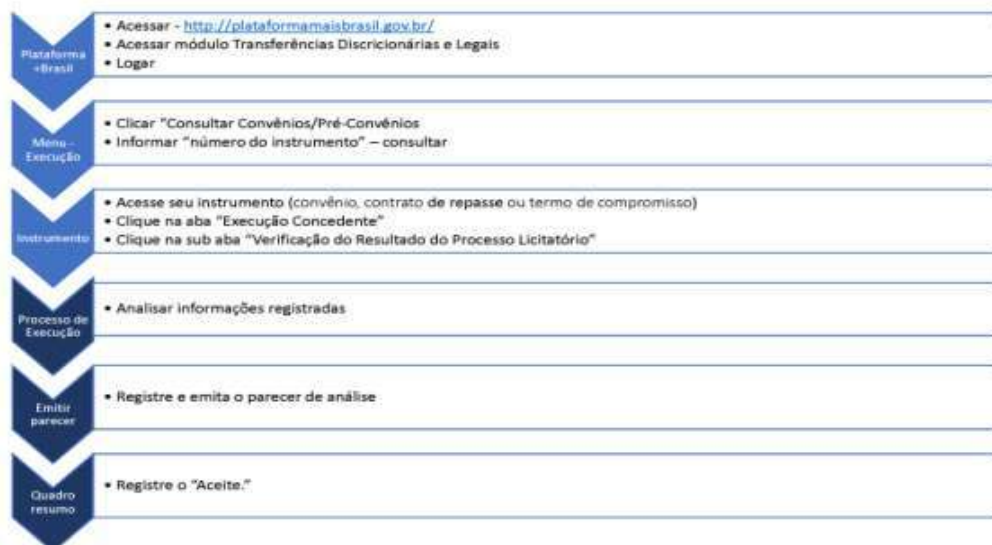 Plataforma
+Brasil
• Acessar - http://plataformamaisbrasil.gov.br/
• Acessar módulo Transferências Discricionárias e Legais
• Logar
Menu -
Execução
• Clicar "Consultar Convênios/Pré-Convênios
• Informar "número do instrumento" – consultar
Instrumento
• Acesse seu instrumento (convênio, contrato de repasse ou termo de compromisso)
• Clique na aba "Execução Concedente"
• Clique na sub aba "Verificação do Resultado do Processo Licitatório"
Processo de
Execução
• Analisar informações registradas
Emitir
parecer
• Registre e emita o parecer de análise
Quadro
resumo
• Registre o "Aceite."